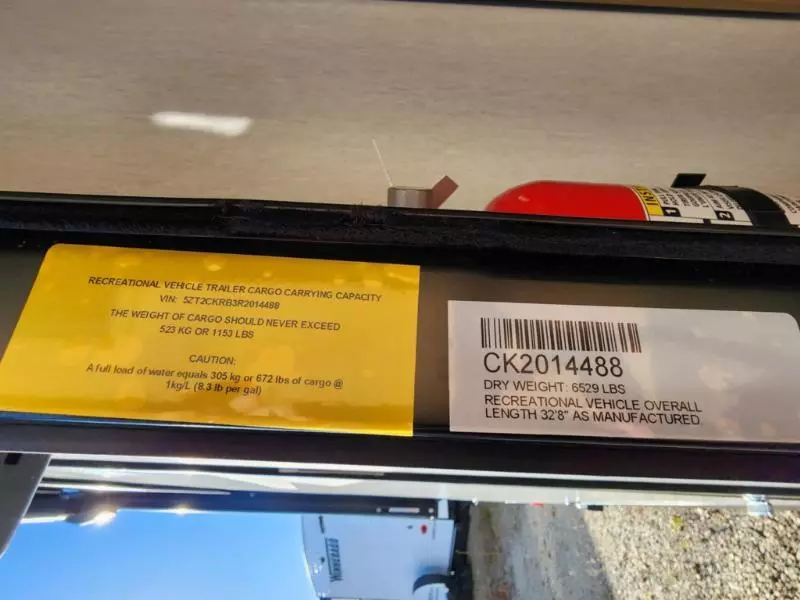 RECREATIONAL VEHICLE TRAILER CARGO CARRYING CAPACITY
VIN: 5ZT2CKRB3R2014488
THE WEIGHT OF CARGO SHOULD NEVER EXCEED
523 KG OR 1153 LBS
CAUTION:
A full load of water equals 305 kg or 672 lbs of cargo @
1kg/L (8.3 lb per gal)
CK2014488
DRY WEIGHT: 6529 LBS
RECREATIONAL VEHICLE OVERALL
LENGTH 32'8" AS MANUFACTURED.
1
2